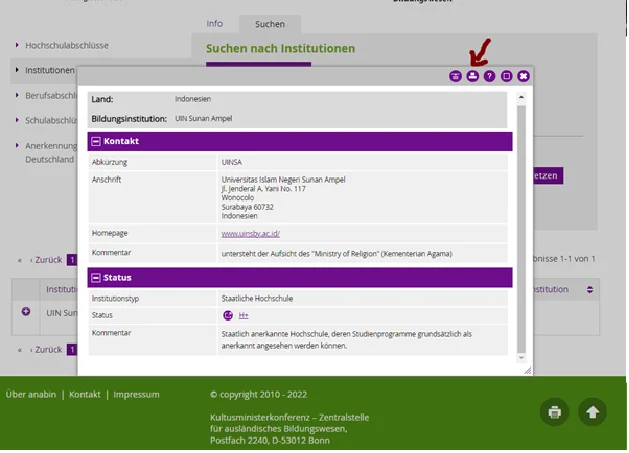 Info Suchen
Hochschulabschlüsse
Suchen nach Institutionen
Institutionen
Land: Indonesien
Bildungsinstitution: UIN Sunan Ampel
Kontakt
Abkürzung UINSA
Anschrift Universitas Islam Negeri Sunan Ampel
Jl. Jenderal A. Yani No. 117
Wonocolo
Surabaya 60732
Indonesien
Homepage www.uinsby.ac.id/
Kommentar untersteht der Aufsicht des "Ministry of Religion" (Kementerian Agama)
Status
Institutionstyp Staatliche Hochschule
Status H+
Kommentar Staatlich anerkannte Hochschule, deren Studienprogramme grundsätzlich als
anerkannt angesehen werden können.
Berufsabschl
Schulabschlüs
Anerkennung
Deutschland
etzen
« ‹ Zurück 1
bnisse 1-1 von 1
Institutio
stitution
UIN Sun
« ‹ Zurück 1
Über anabin | Kontakt | Impressum
© copyright 2010 - 2022
Kultusministerkonferenz – Zentralstelle
für ausländisches Bildungswesen,
Postfach 2240, D-53012 Bonn